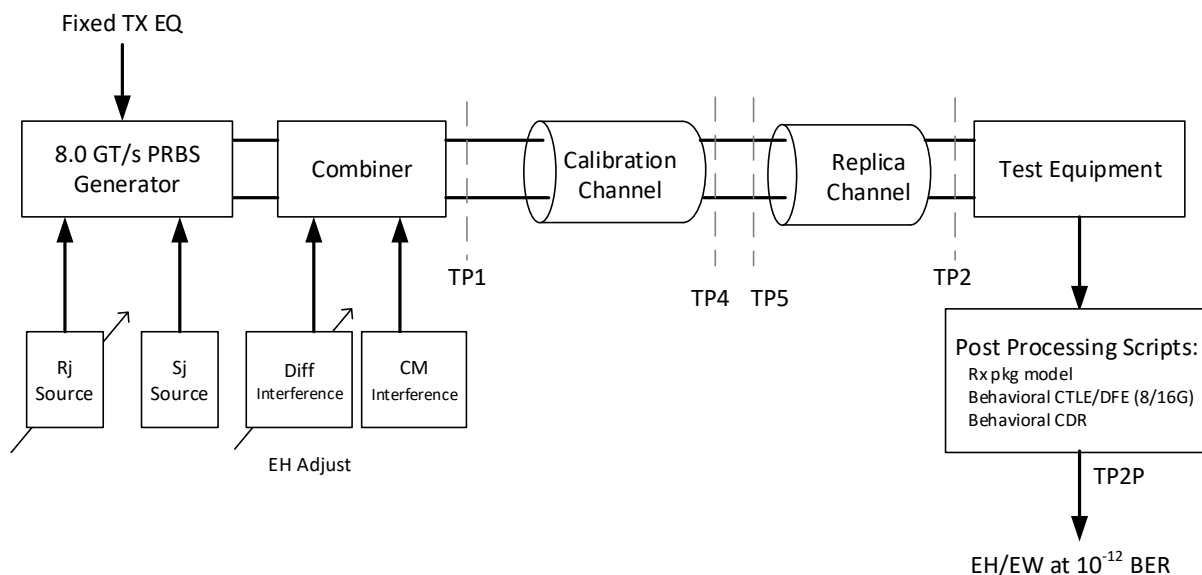 Fixed TX EQ
8.0 GT/s PRBS
Generator
Combiner
Calibration
Channel
Replica
Channel
Test Equipment
TP1
TP4
TP5
TP2
Rj
Source
Sj
Source
Diff
Interference
CM
Interference
EH Adjust
Post Processing Scripts:
Rx pkg model
Behavioral CTLE/DFE (8/16G)
Behavioral CDR
TP2P
EH/EW at 10⁻¹² BER